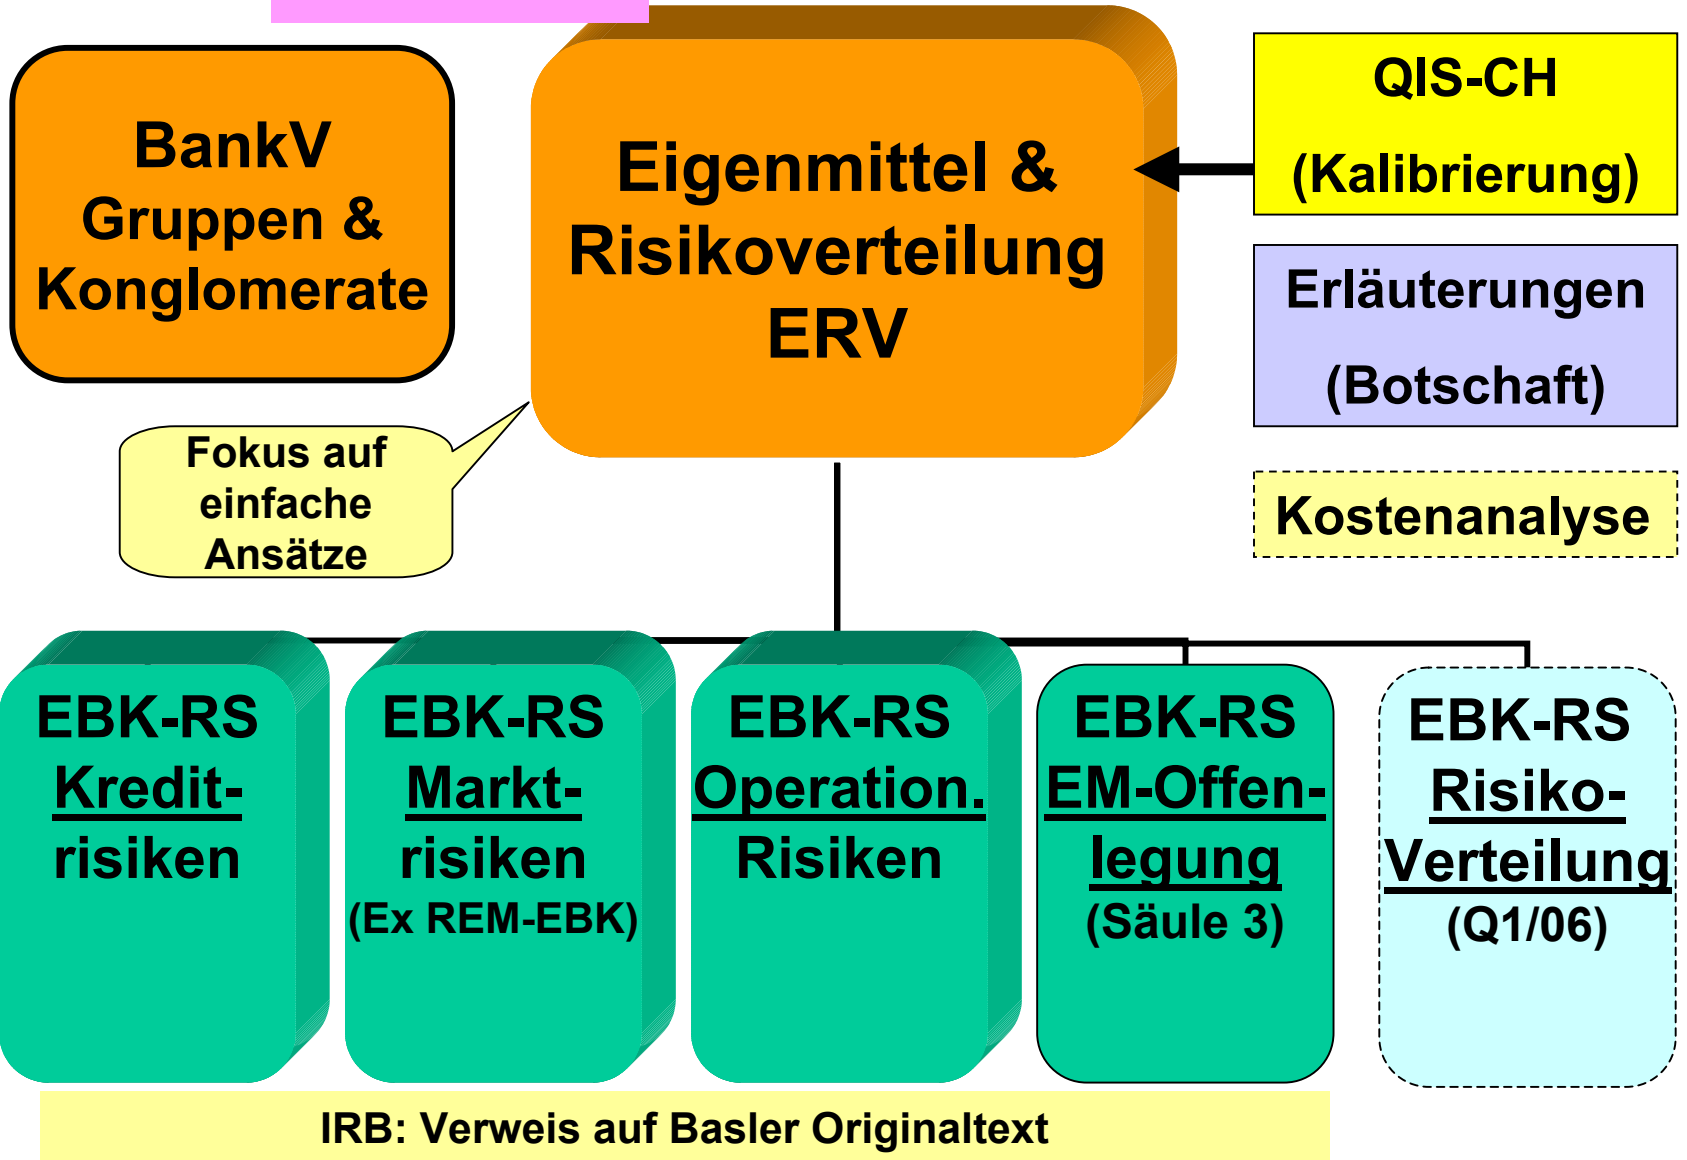 BankV
Gruppen &
Konglomerate
Eigenmittel &
Risikoverteilung
ERV
QIS-CH
(Kalibrierung)
Erläuterungen
(Botschaft)
Kostenanalyse
Fokus auf
einfache
Ansätze
EBK-RS
Kredit-
risiken
EBK-RS
Markt-
risiken
(Ex REM-EBK)
EBK-RS
Operation.
Risiken
EBK-RS
EM-Offen-
legung
(Säule 3)
EBK-RS
Risiko-
Verteilung
(Q1/06)
IRB: Verweis auf Basler Originaltext